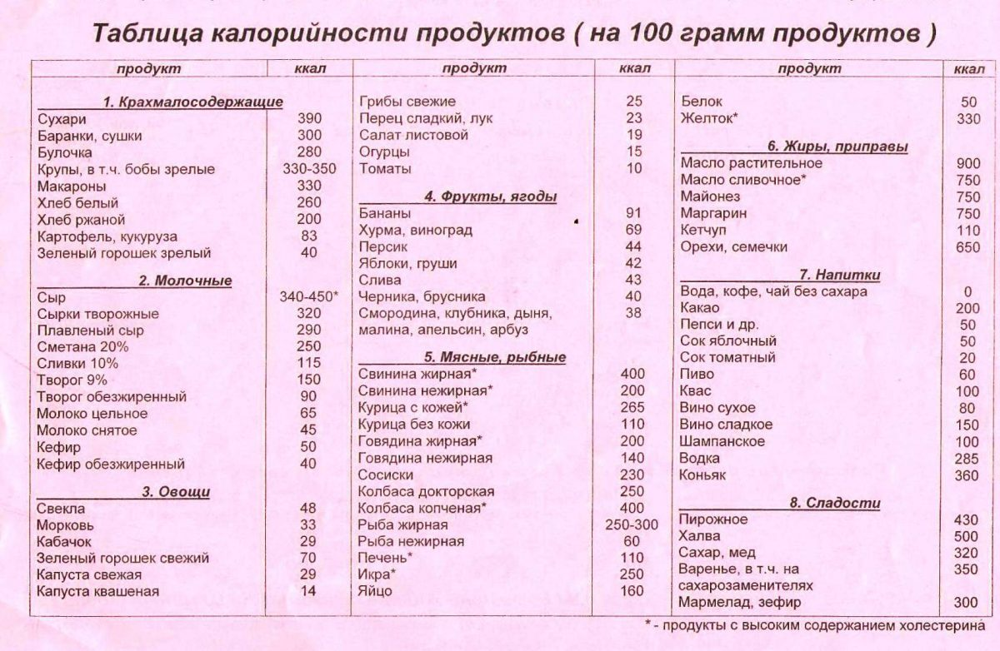 Таблица калорийности продуктов ( на 100 грамм продуктов )
продукт ккал
1. Крахмалосодержащие
Сухари 390
Баранки, сушки 300
Булочка 280
Крупы, в т.ч. бобы зрелые 330-350
Макароны 330
Хлеб белый 260
Хлеб ржаной 200
Картофель, кукуруза 83
Зеленый горошек зрелый 40
2. Молочные
Сыр 340-450*
Сырки творожные 320
Плавленый сыр 290
Сметана 20% 250
Сливки 10% 115
Творог 9% 150
Творог обезжиренный 90
Молоко цельное 65
Молоко снятое 45
Кефир 50
Кефир обезжиренный 40
3. Овощи
Свекла 48
Морковь 33
Кабачок 29
Зеленый горошек свежий 70
Капуста свежая 29
Капуста квашеная 14
продукт ккал
Грибы свежие 25
Перец сладкий, лук 23
Салат листовой 19
Огурцы 15
Томаты 10
4. Фрукты, ягоды
Бананы 91
Хурма, виноград 69
Персик 44
Яблоки, груши 42
Слива 43
Черника, брусника 40
Смородина, клубника, дыня, 38
малина, апельсин, арбуз
5. Мясные, рыбные
Свинина жирная* 400
Свинина нежирная* 200
Курица с кожей* 265
Курица без кожи 110
Говядина жирная* 200
Говядина нежирная 140
Сосиски 230
Колбаса докторская 250
Колбаса копченая* 400
Рыба жирная 250-300
Рыба нежирная 60
Печень* 110
Икра* 250
Яйцо 160
продукт ккал
Белок 50
Желток* 330
6. Жиры, приправы
Масло растительное 900
Масло сливочное* 750
Майонез 750
Маргарин 750
Кетчуп 110
Орехи, семечки 650
7. Напитки
Вода, кофе, чай без сахара 0
Какао 200
Пепси и др. 50
Сок яблочный 50
Сок томатный 20
Пиво 60
Квас 100
Вино сухое 80
Вино сладкое 150
Шампанское 100
Водка 285
Коньяк 360
8. Сладости
Пирожное 430
Халва 500
Сахар, мед 320
Варенье, в т.ч. на 350
сахарозаменителях
Мармелад, зефир 300
* - продукты с высоким содержанием холестерина